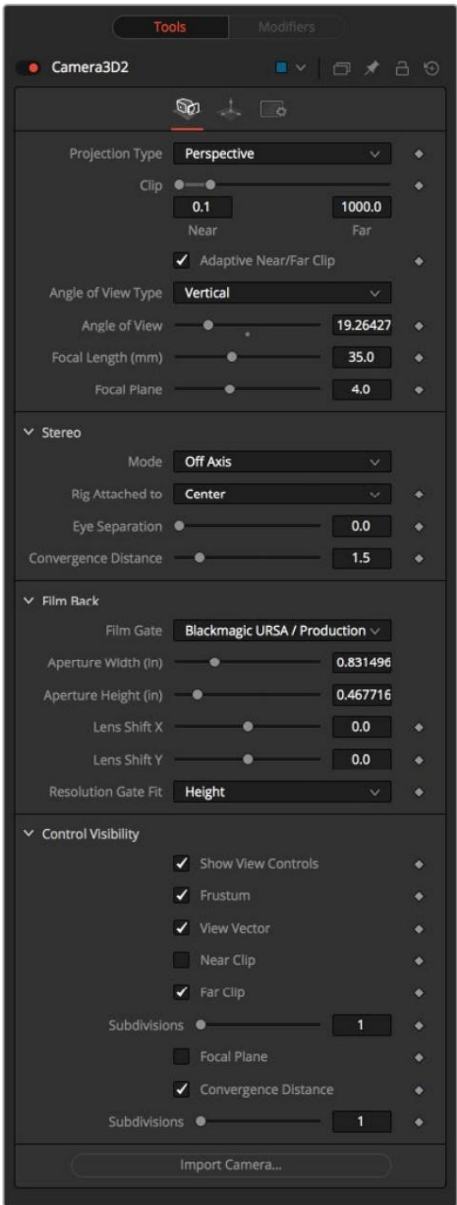 Tools Modifiers
Camera3D2
Projection Type Perspective
Clip
0.1 1000.0
Near Far
Adaptive Near/Far Clip
Angle of View Type Vertical
Angle of View 19.26427
Focal Length (mm) 35.0
Focal Plane 4.0
Stereo
Mode Off Axis
Rig Attached to Center
Eye Separation 0.0
Convergence Distance 1.5
Film Back
Film Gate Blackmagic URSA / Production
Aperture Width (in) 0.831496
Aperture Height (in) 0.467716
Lens Shift X 0.0
Lens Shift Y 0.0
Resolution Gate Fit Height
Control Visibility
Show View Controls
Frustum
View Vector
Near Clip
Far Clip
Subdivisions 1
Focal Plane
Convergence Distance
Subdivisions 1
Import Camera...